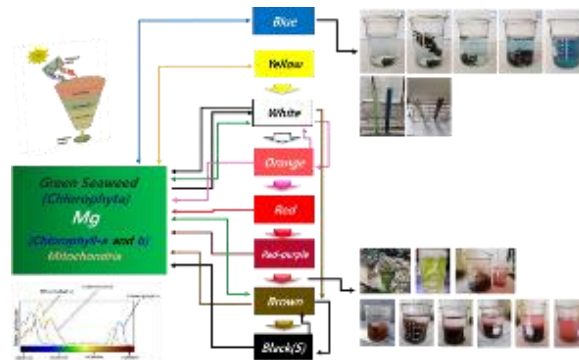 Blue
Yellow
White
Orange
Red
Red-purple
Brown
Black(S)
Green Seaweed
(Chlorophyta)
Mg
(Chlorophyll-a and b)
Mitochondria